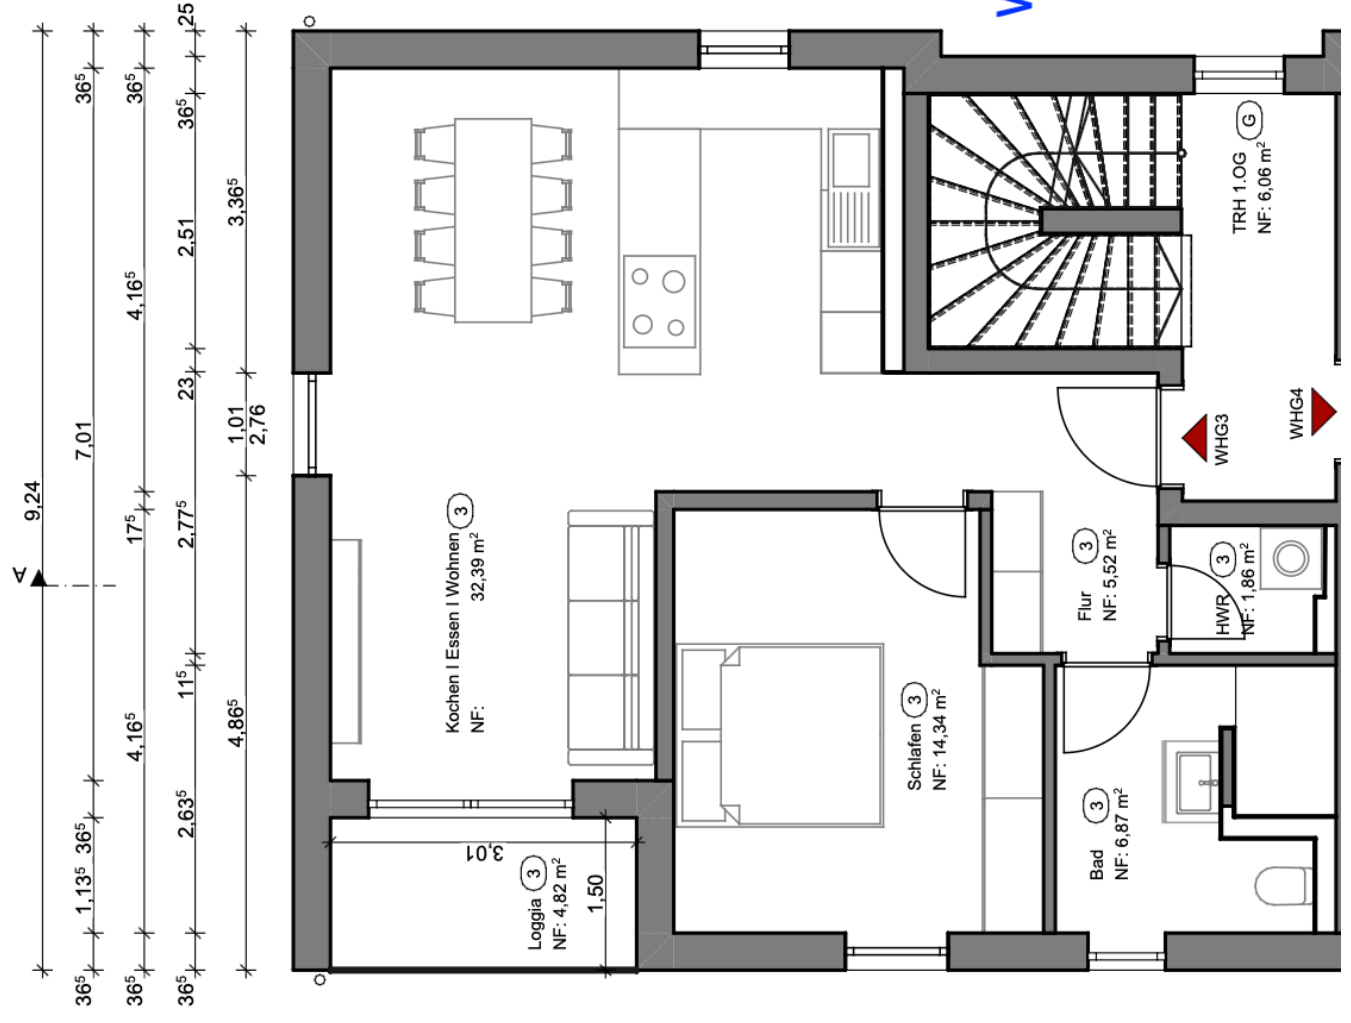 9,24
A
36⁵
7,01
36⁵
1,13⁵
36⁵
36⁵
4,16⁵
17⁵
4,16⁵
36⁵
25
36⁵
2,51
23
2,77⁵
11⁵
2,63⁵
36⁵
3,36⁵
1,01
2,76
4,86⁵
Kochen I Essen I Wohnen 3
NF: 32,39 m²
3,01
Loggia 3
NF: 4,82 m²
1,50
Schlafen 3
NF: 14,34 m²
Flur 3
NF: 5,52 m²
Bad 3
NF: 6,87 m²
HWR 3
NF: 1,86 m²
TRH 1.OG G
NF: 6,06 m²
WHG3
WHG4